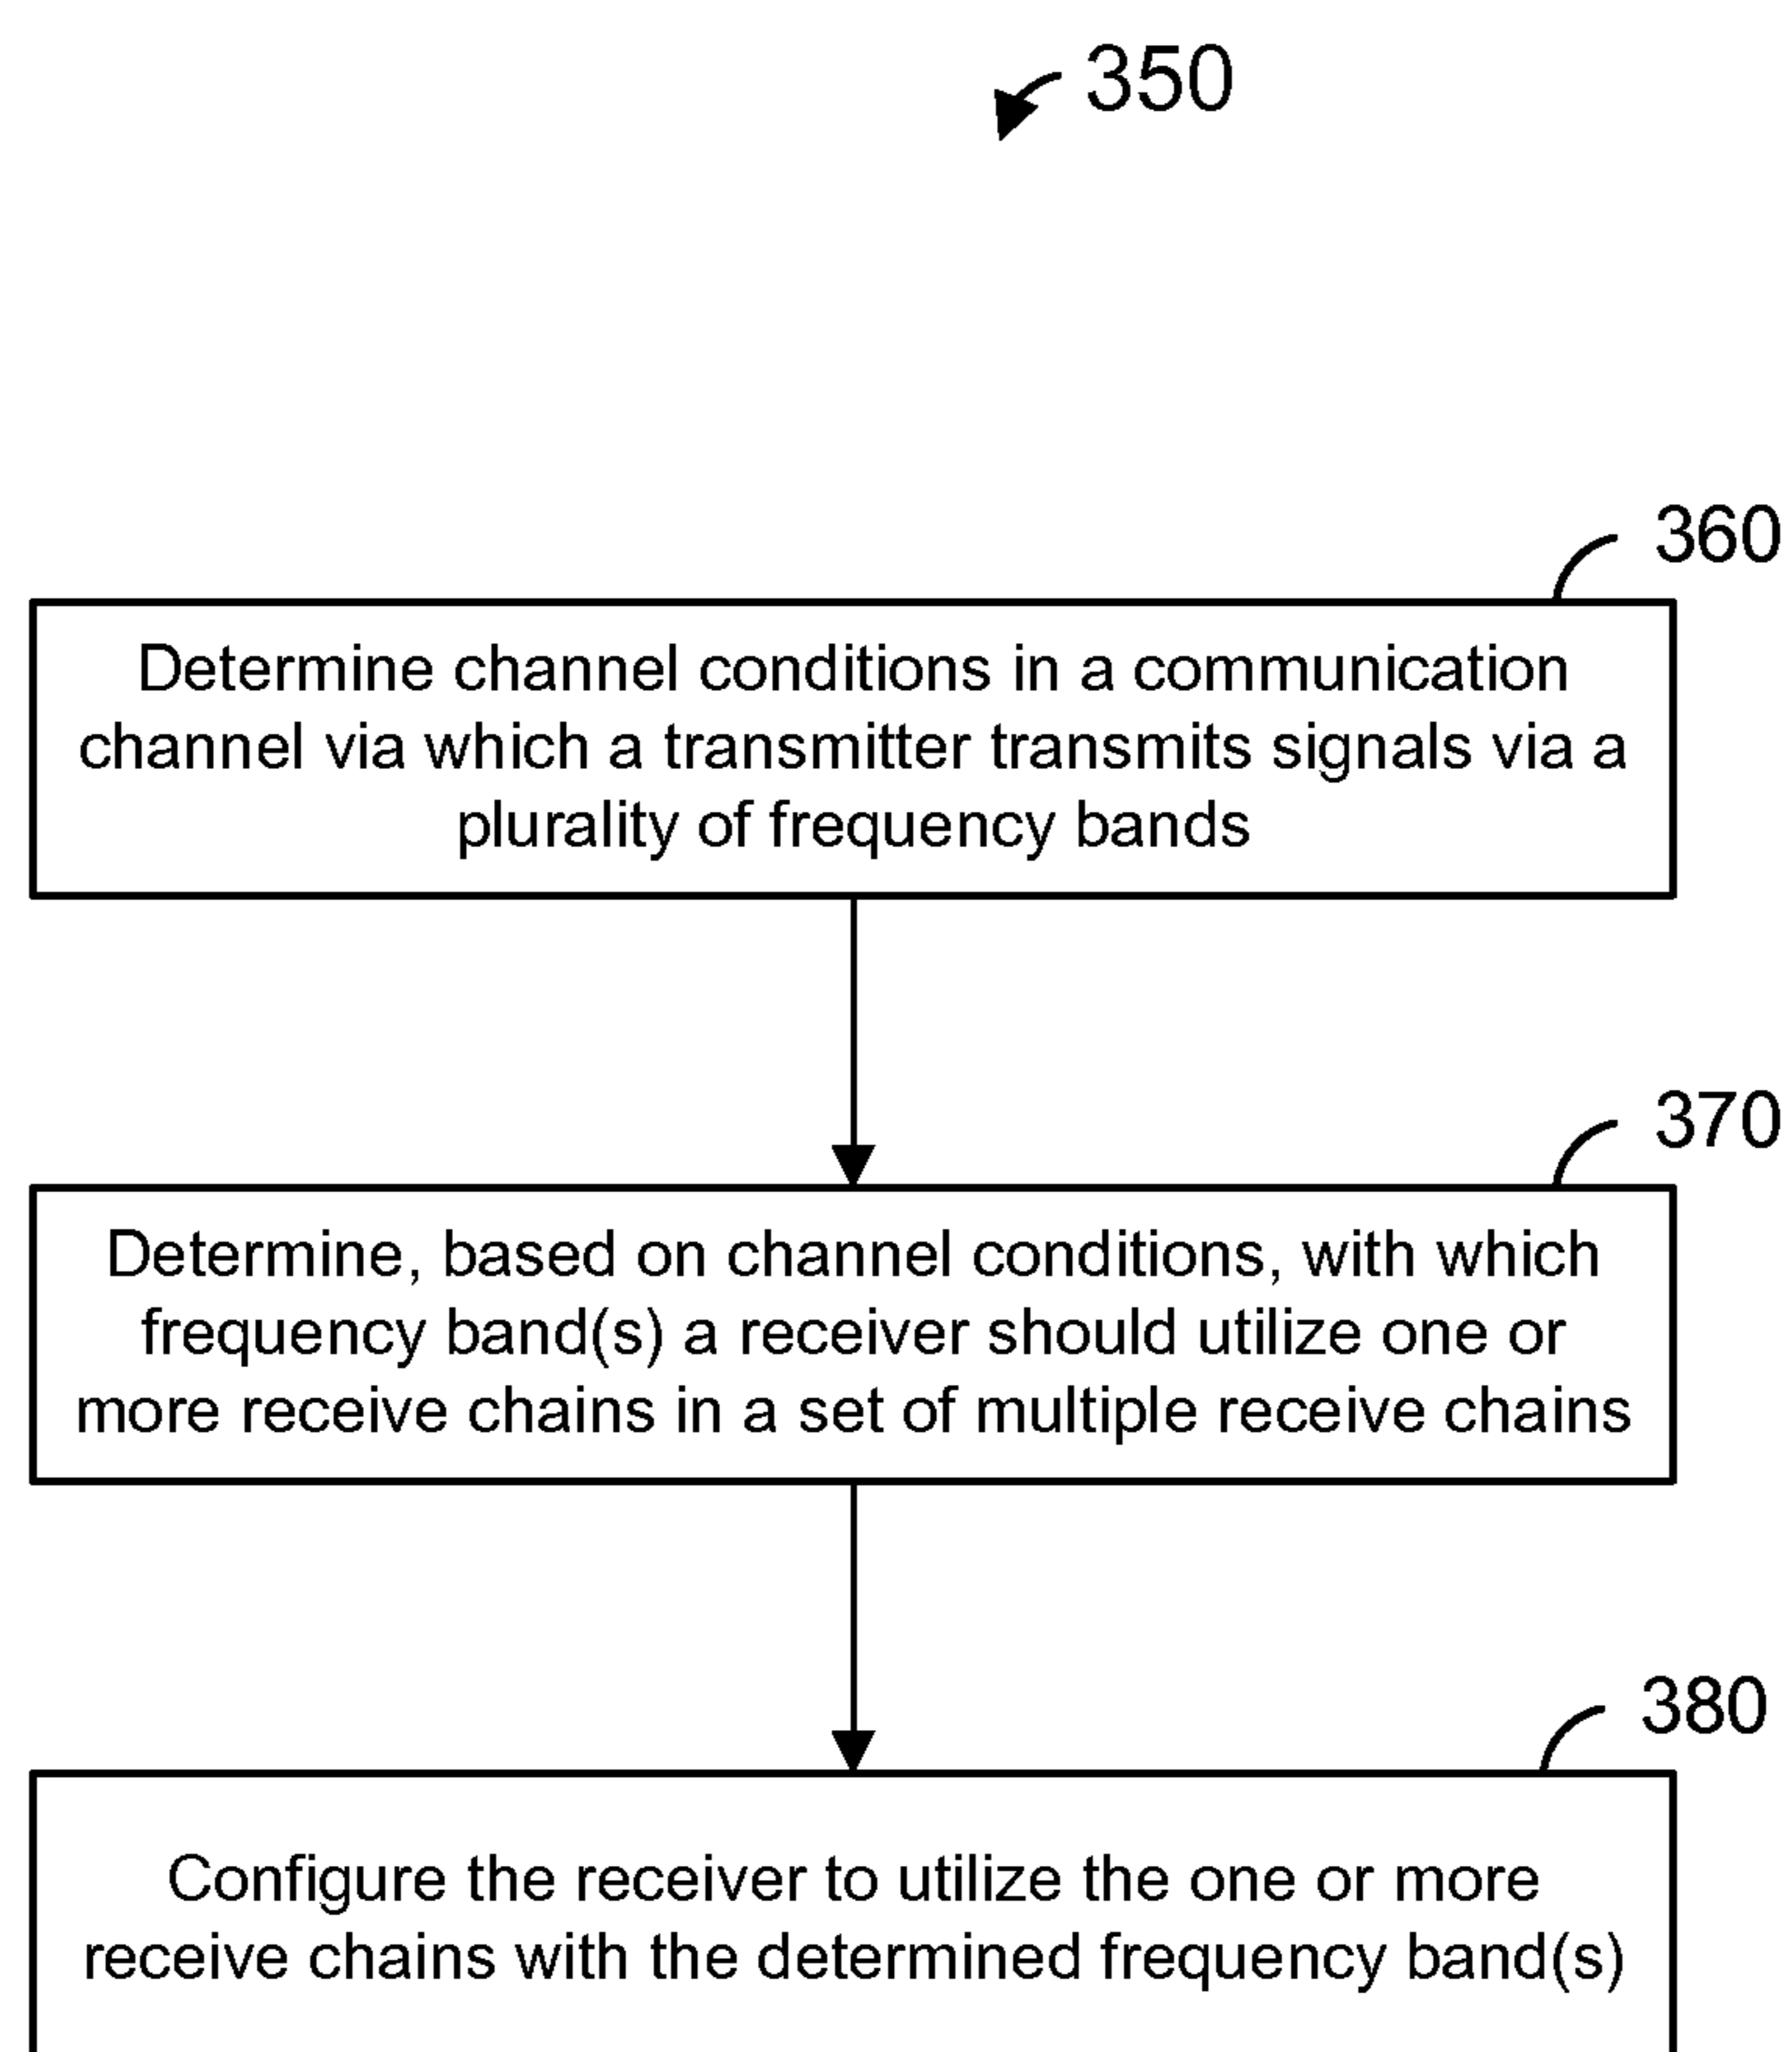 350
360
Determine channel conditions in a communication
channel via which a transmitter transmits signals via a
plurality of frequency bands
370
Determine, based on channel conditions, with which
frequency band(s) a receiver should utilize one or
more receive chains in a set of multiple receive chains
380
Configure the receiver to utilize the one or more
receive chains with the determined frequency band(s)